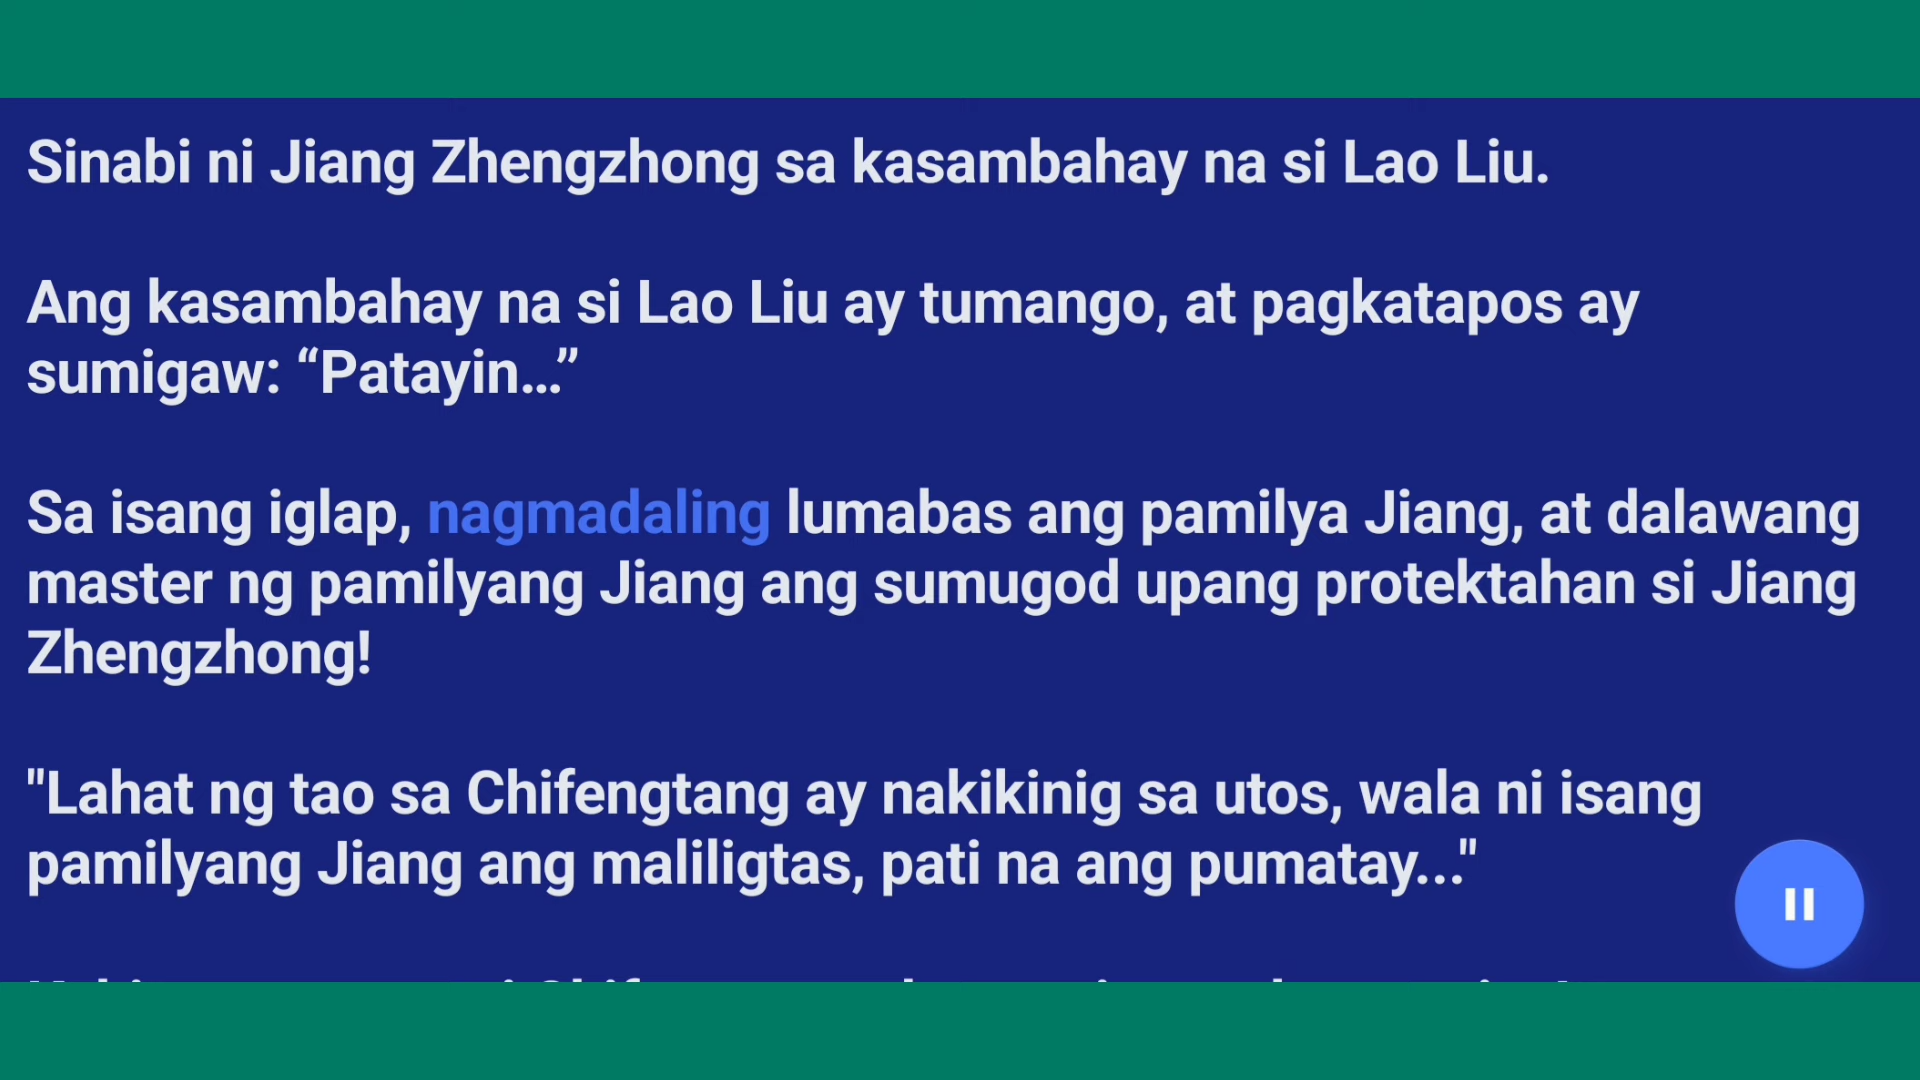 Sinabi ni Jiang Zhengzhong sa kasambahay na si Lao Liu.
Ang kasambahay na si Lao Liu ay tumango, at pagkatapos ay
sumigaw: “Patayin...”
Sa isang iglap, nagmadaling lumabas ang pamilya Jiang, at dalawang
master ng pamilyang Jiang ang sumugod upang protektahan si Jiang
Zhengzhong!
"Lahat ng tao sa Chifengtang ay nakikinig sa utos, wala ni isang
pamilyang Jiang ang maliligtas, pati na ang pumatay..."